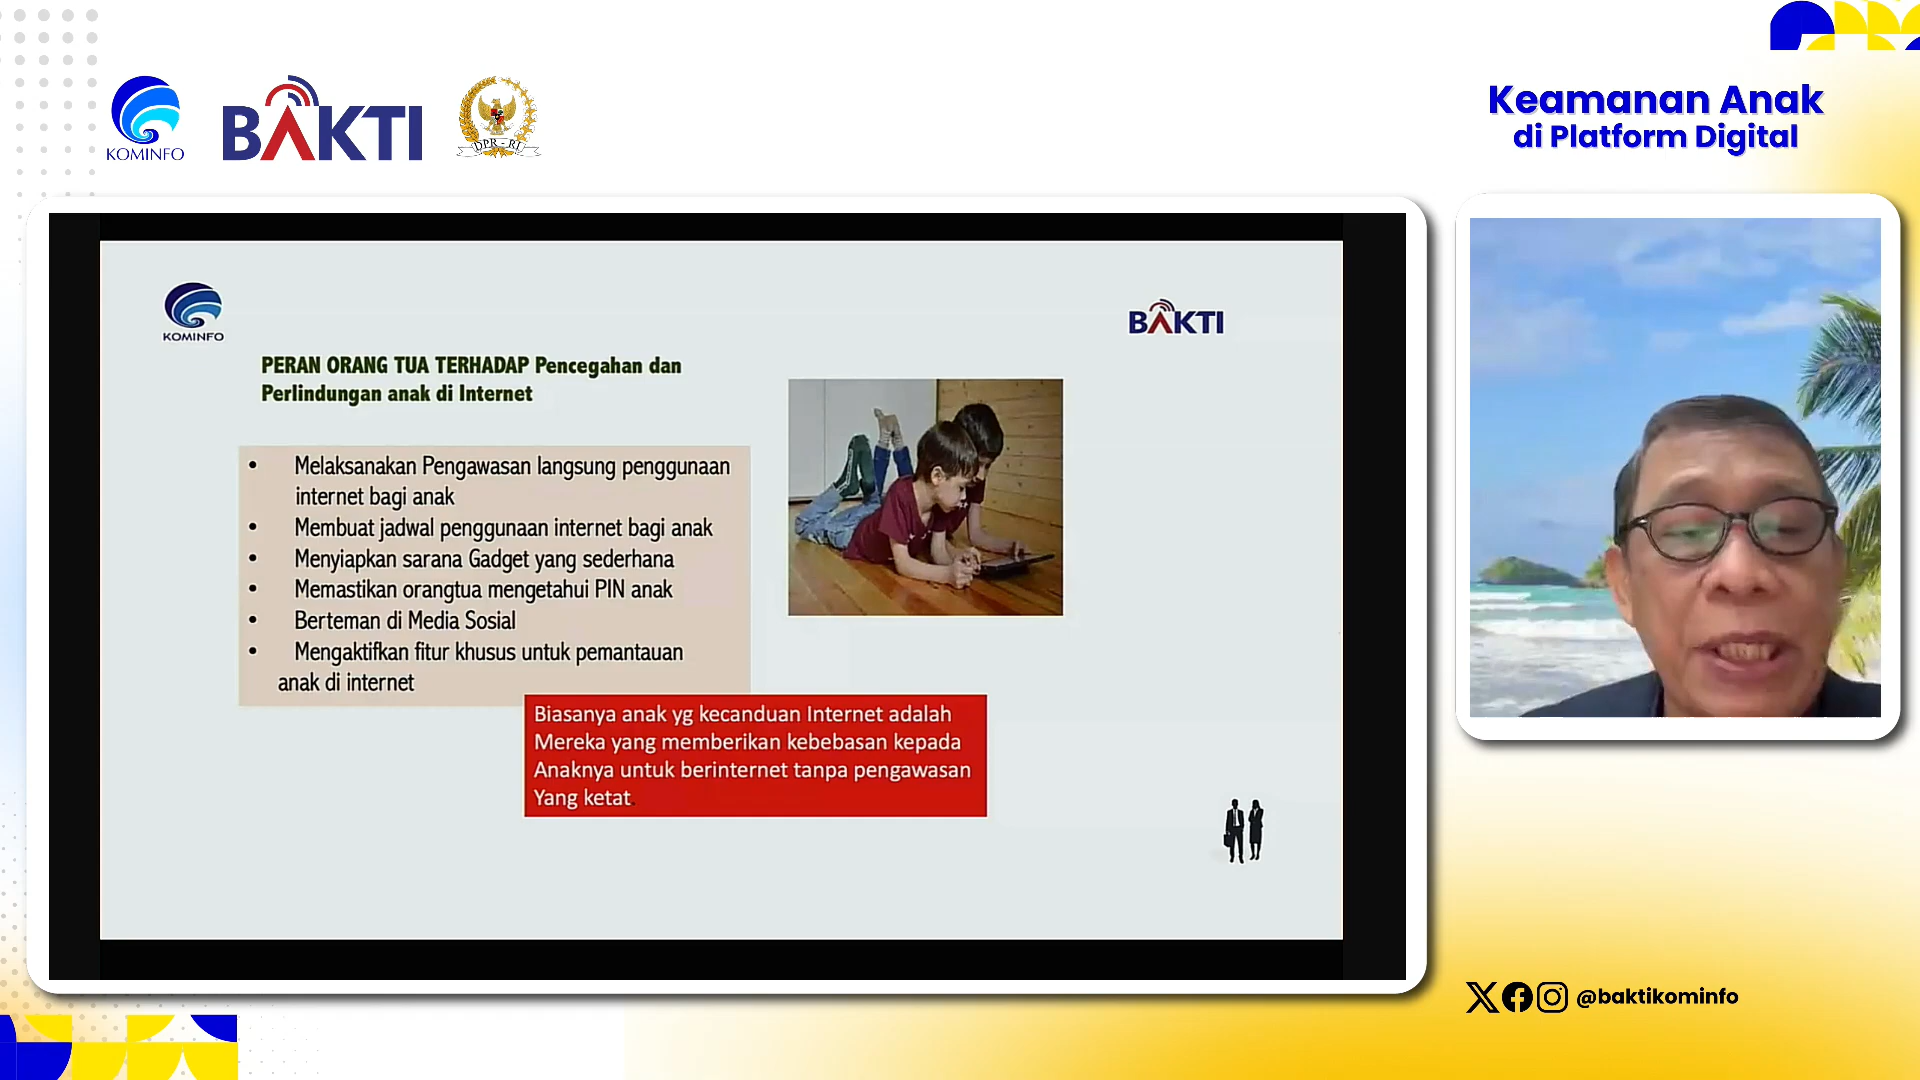 KOMINFO
BAKTI
DPR - RI
Keamanan Anak
di Platform Digital
KOMINFO
BAKTI
PERAN ORANG TUA TERHADAP Pencegahan dan
Perlindungan anak di Internet
• Melaksanakan Pengawasan langsung penggunaan
internet bagi anak
• Membuat jadwal penggunaan internet bagi anak
• Menyiapkan sarana Gadget yang sederhana
• Memastikan orangtua mengetahui PIN anak
• Berteman di Media Sosial
• Mengaktifkan fitur khusus untuk pemantauan
anak di internet
Biasanya anak yg kecanduan Internet adalah
Mereka yang memberikan kebebasan kepada
Anaknya untuk berinternet tanpa pengawasan
Yang ketat.
@baktikominfo